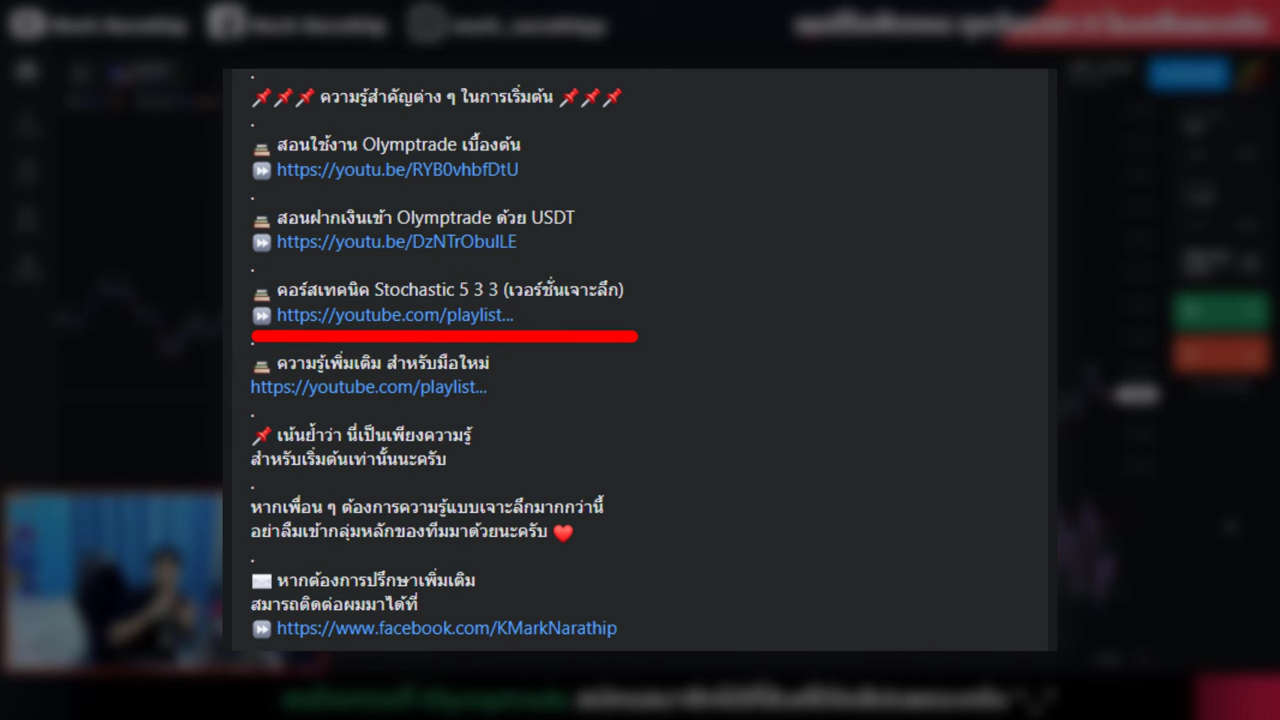 .
📌📌📌 ความรู้สำคัญต่าง ๆ ในการเริ่มต้น 📌📌📌
.
📚 สอนใช้งาน Olymptrade เบื้องต้น
⏩ https://youtu.be/RYB0vhbfDtU
.
📚 สอนฝากเงินเข้า Olymptrade ด้วย USDT
⏩ https://youtu.be/DzNTrObulLE
.
📚 คอร์สเทคนิค Stochastic 5 3 3 (เวอร์ชั่นเจาะลึก)
⏩ https://youtube.com/playlist...
.
📚 ความรู้เพิ่มเติม สำหรับมือใหม่
https://youtube.com/playlist...
.
📌 เน้นย้ำว่า นี่เป็นเพียงความรู้
สำหรับเริ่มต้นเท่านั้นนะครับ
.
หากเพื่อน ๆ ต้องการความรู้แบบเจาะลึกมากกว่านี้
อย่าลืมเข้ากลุ่มหลักของทีมมาด้วยนะครับ ❤️
.
✉️ หากต้องการปรึกษาเพิ่มเติม
สมารถติดต่อผมมาได้ที่
⏩ https://www.facebook.com/KMarkNarathip